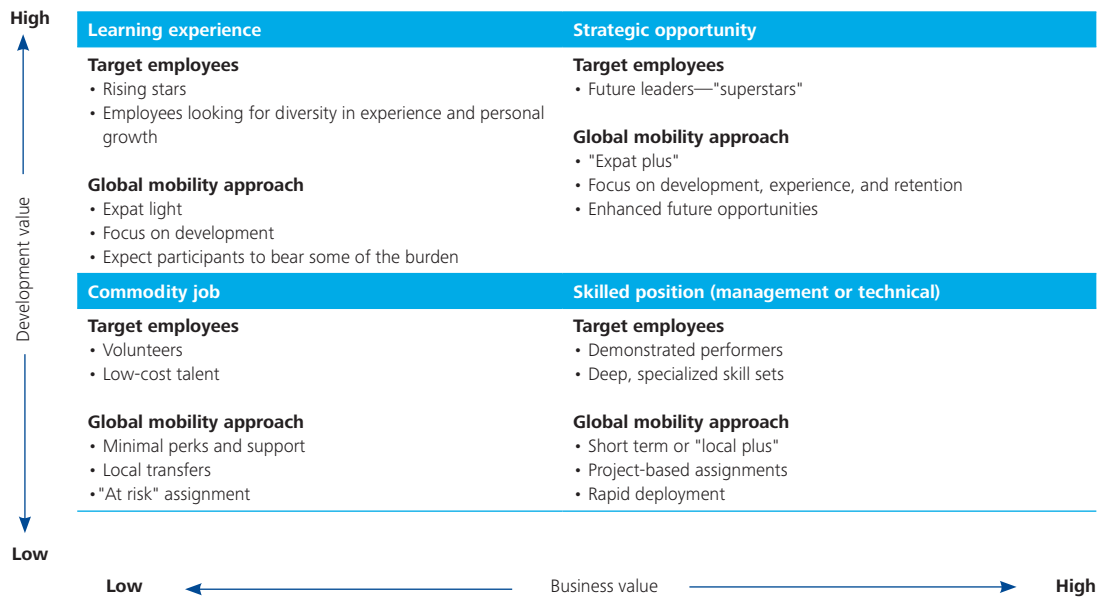 High
Development value
Low
Learning experience
Target employees
• Rising stars
• Employees looking for diversity in experience and personal
growth
Global mobility approach
• Expat light
• Focus on development
• Expect participants to bear some of the burden
Strategic opportunity
Target employees
• Future leaders—"superstars"
Global mobility approach
• "Expat plus"
• Focus on development, experience, and retention
• Enhanced future opportunities
Commodity job
Target employees
• Volunteers
• Low-cost talent
Global mobility approach
• Minimal perks and support
• Local transfers
•"At risk" assignment
Skilled position (management or technical)
Target employees
• Demonstrated performers
• Deep, specialized skill sets
Global mobility approach
• Short term or "local plus"
• Project-based assignments
• Rapid deployment
Low
Business value
High